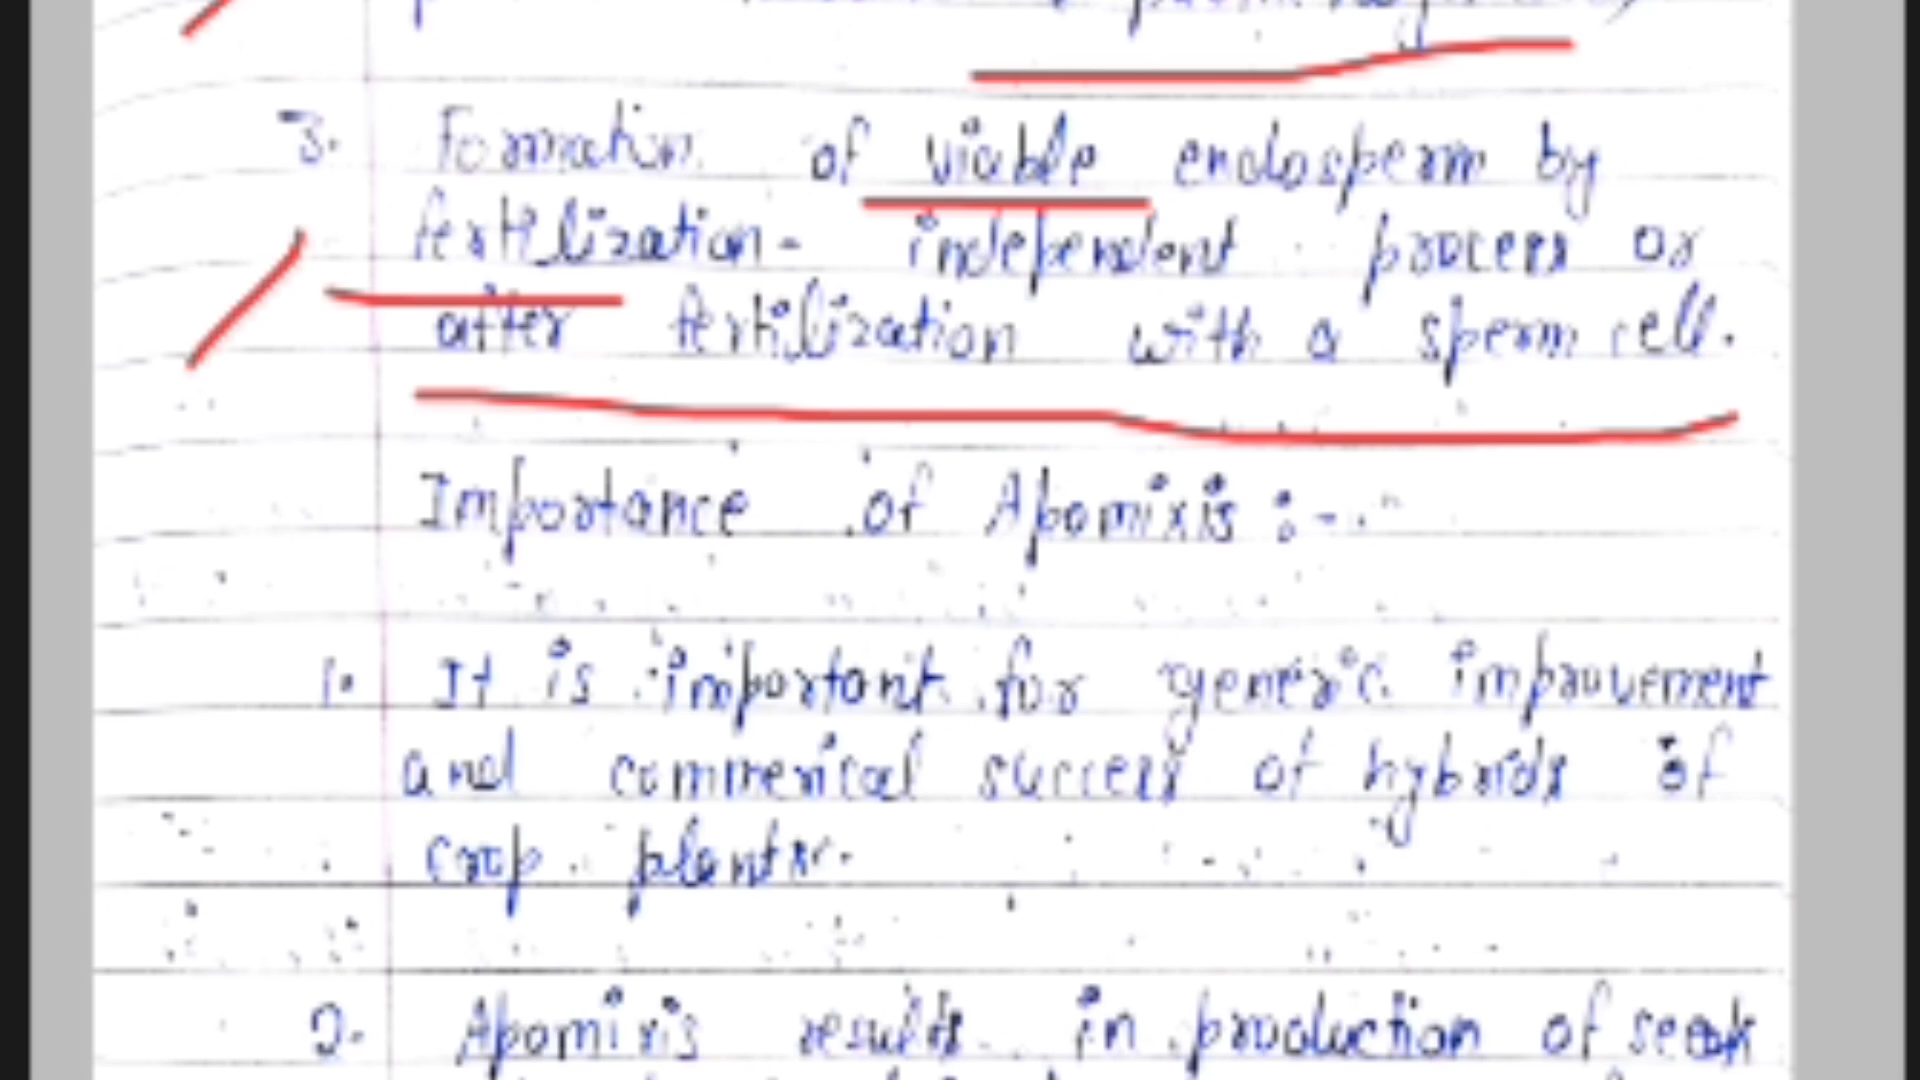 3. Formation of viable endosperm by
fertilization- independent process or
after fertilization with a sperm cell.
Importance of Apomixis :-
1. It is important for generic improvement
and commerical success of hybrids of
crop plants.
2. Apomixis results in production of seeds